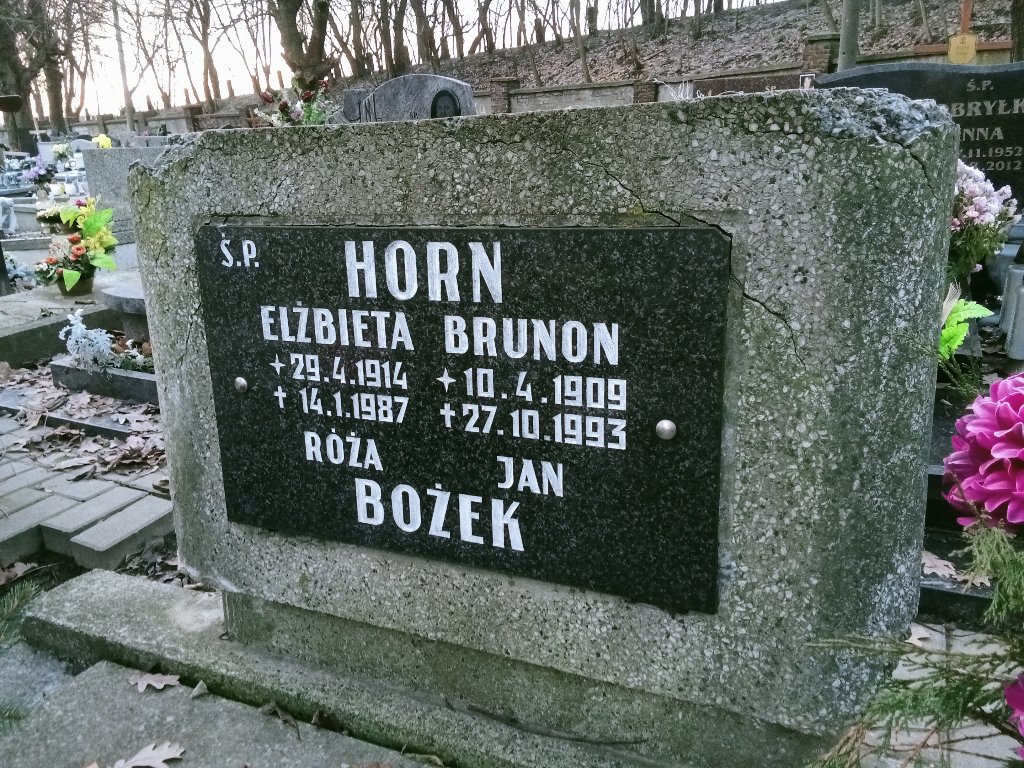 Ś.P. HORN
ELŻBIETA BRUNON
29.4.1914 10.4.1909
14.1.1987 27.10.1993
RÓŻA JAN
BOŻEK
Ś.P.